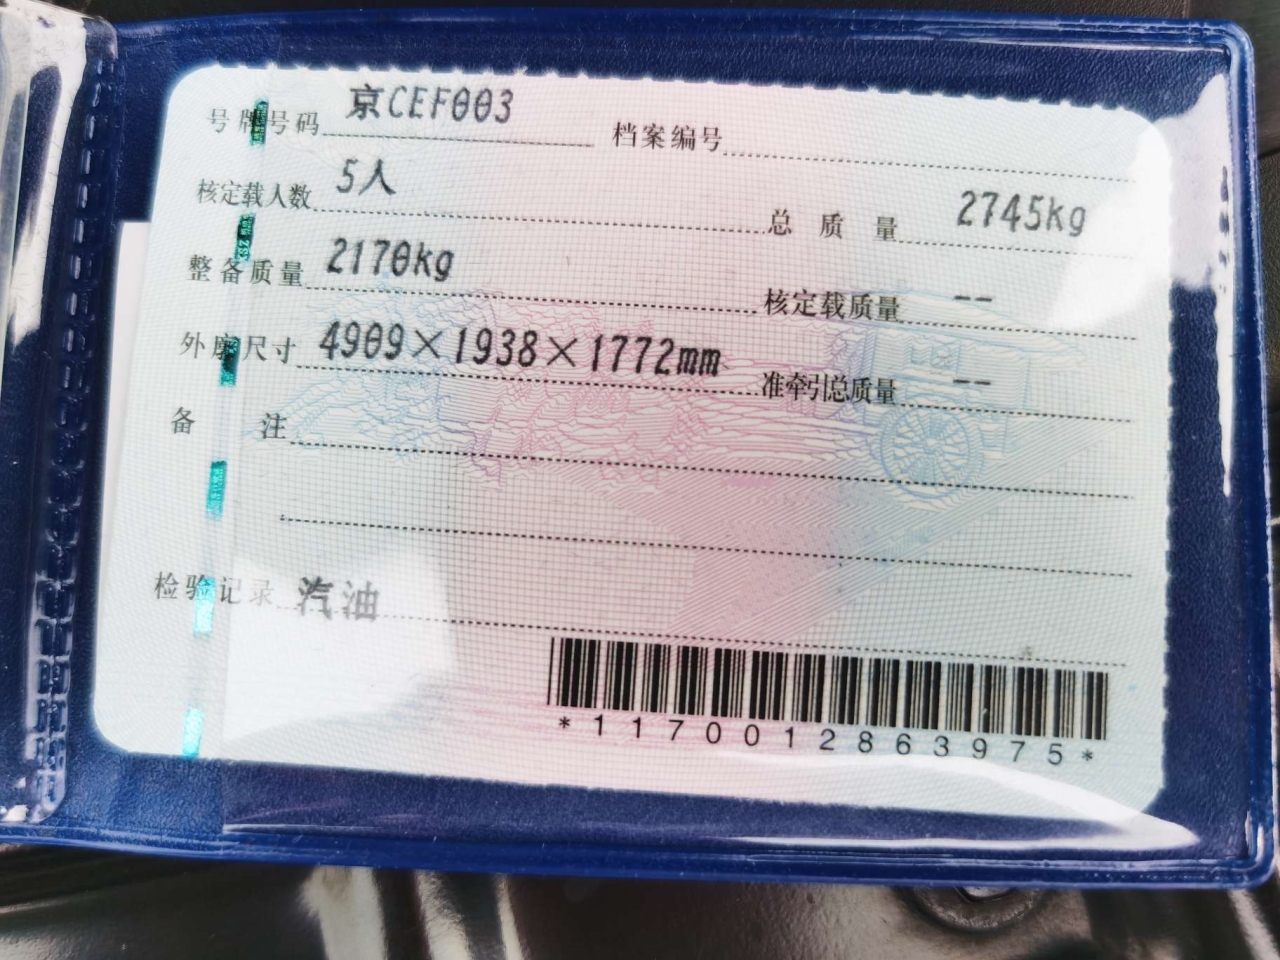 号牌号码 京CEF003 档案编号
核定载人数 5人 总质量 2745kg
整备质量 2170kg 核定载质量 --
外廓尺寸 4909×1938×1772mm 准牵引总质量 --
备注
检验记录 汽油
*1170012863975*